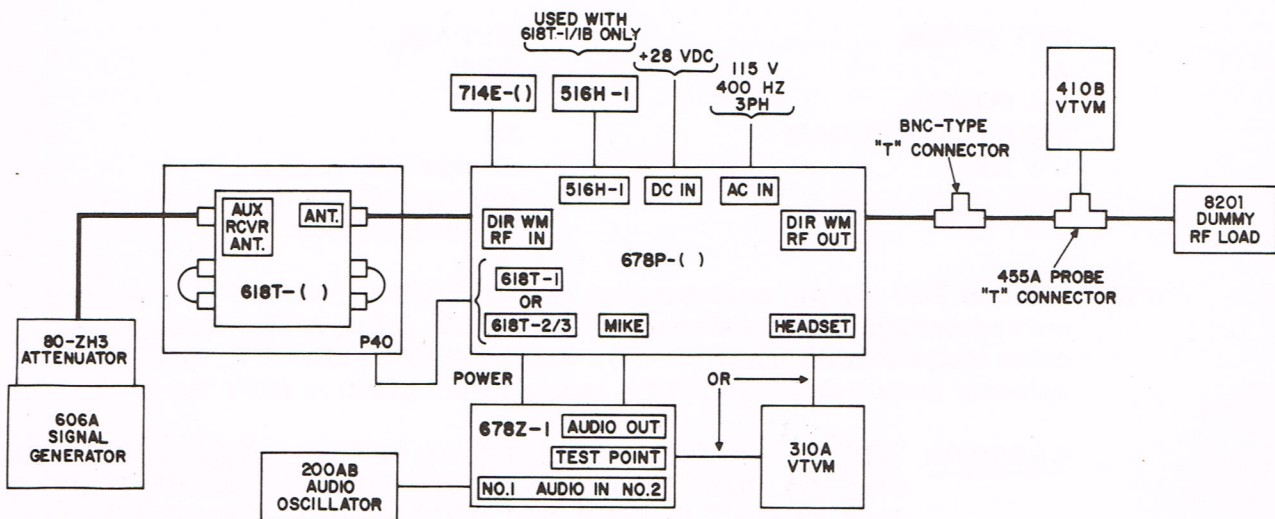 USED WITH
618T-1/1B ONLY
+28 VDC
115 V
400 HZ
3PH
714E-( )
516H-1
410B
VTVM
BNC-TYPE
"T" CONNECTOR
516H-1
DC IN
AC IN
AUX
RCVR
ANT.
ANT.
DIR WM
RF IN
DIR WM
RF OUT
8201
DUMMY
RF LOAD
678P-( )
618T-( )
618T-1
OR
618T-2/3
MIKE
HEADSET
455A PROBE
"T" CONNECTOR
80-ZH3
ATTENUATOR
P40
POWER
OR
606A
SIGNAL
GENERATOR
678Z-1
AUDIO OUT
TEST POINT
NO.1 AUDIO IN NO.2
310A
VTVM
200AB
AUDIO
OSCILLATOR